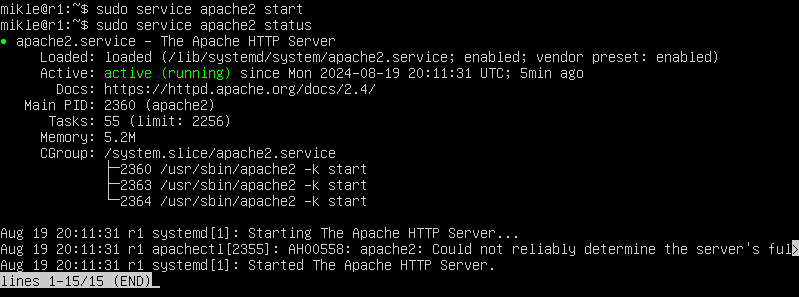 mikle@r1:~$ sudo service apache2 start
mikle@r1:~$ sudo service apache2 status
● apache2.service – The Apache HTTP Server
     Loaded: loaded (/lib/systemd/system/apache2.service; enabled; vendor preset: enabled)
     Active: active (running) since Mon 2024-08-19 20:11:31 UTC; 5min ago
       Docs: https://httpd.apache.org/docs/2.4/
   Main PID: 2360 (apache2)
      Tasks: 55 (limit: 2256)
     Memory: 5.2M
     CGroup: /system.slice/apache2.service
             ├─2360 /usr/sbin/apache2 -k start
             ├─2363 /usr/sbin/apache2 -k start
             └─2364 /usr/sbin/apache2 -k start
Aug 19 20:11:31 r1 systemd[1]: Starting The Apache HTTP Server...
Aug 19 20:11:31 r1 apachectl[2355]: AH00558: apache2: Could not reliably determine the server's ful>
Aug 19 20:11:31 r1 systemd[1]: Started The Apache HTTP Server.
lines 1-15/15 (END)